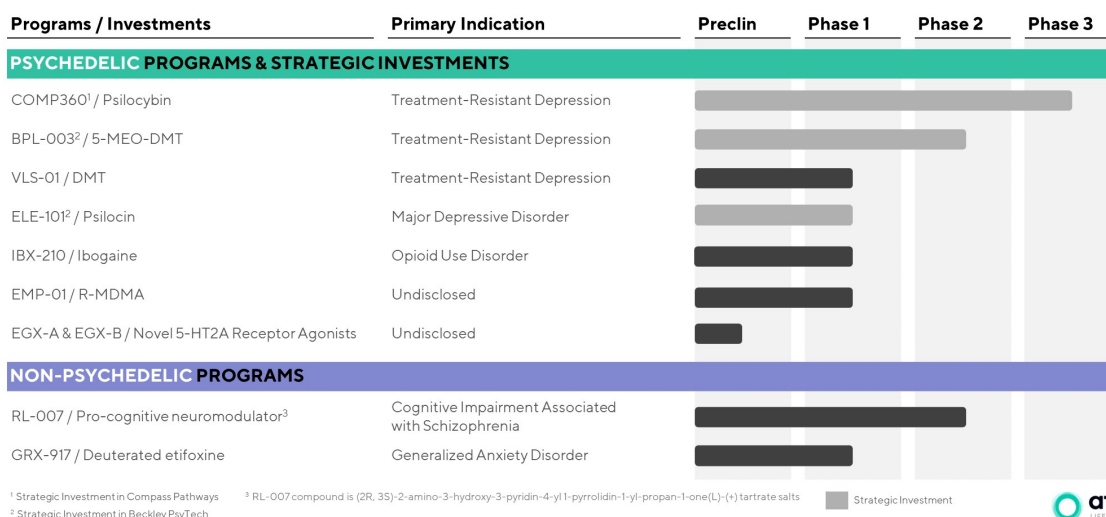 Programs / Investments Primary Indication Preclin Phase 1 Phase 2 Phase 3
PSYCHEDELIC PROGRAMS & STRATEGIC INVESTMENTS
COMP360¹ / Psilocybin Treatment-Resistant Depression
BPL-003² / 5-MEO-DMT Treatment-Resistant Depression
VLS-01 / DMT Treatment-Resistant Depression
ELE-101² / Psilocin Major Depressive Disorder
IBX-210 / Ibogaine Opioid Use Disorder
EMP-01 / R-MDMA Undisclosed
EGX-A & EGX-B / Novel 5-HT2A Receptor Agonists Undisclosed
NON-PSYCHEDELIC PROGRAMS
RL-007 / Pro-cognitive neuromodulator³ Cognitive Impairment Associated
with Schizophrenia
GRX-917 / Deuterated etifoxine Generalized Anxiety Disorder
¹ Strategic Investment in Compass Pathways ³ RL-007 compound is (2R, 3S)-2-amino-3-hydroxy-3-pyridin-4-yl 1-pyrrolidin-1-yl-propan-1-one(L)-(+) tartrate salts Strategic Investment
² Strategic Investment in Beckley PsyTech